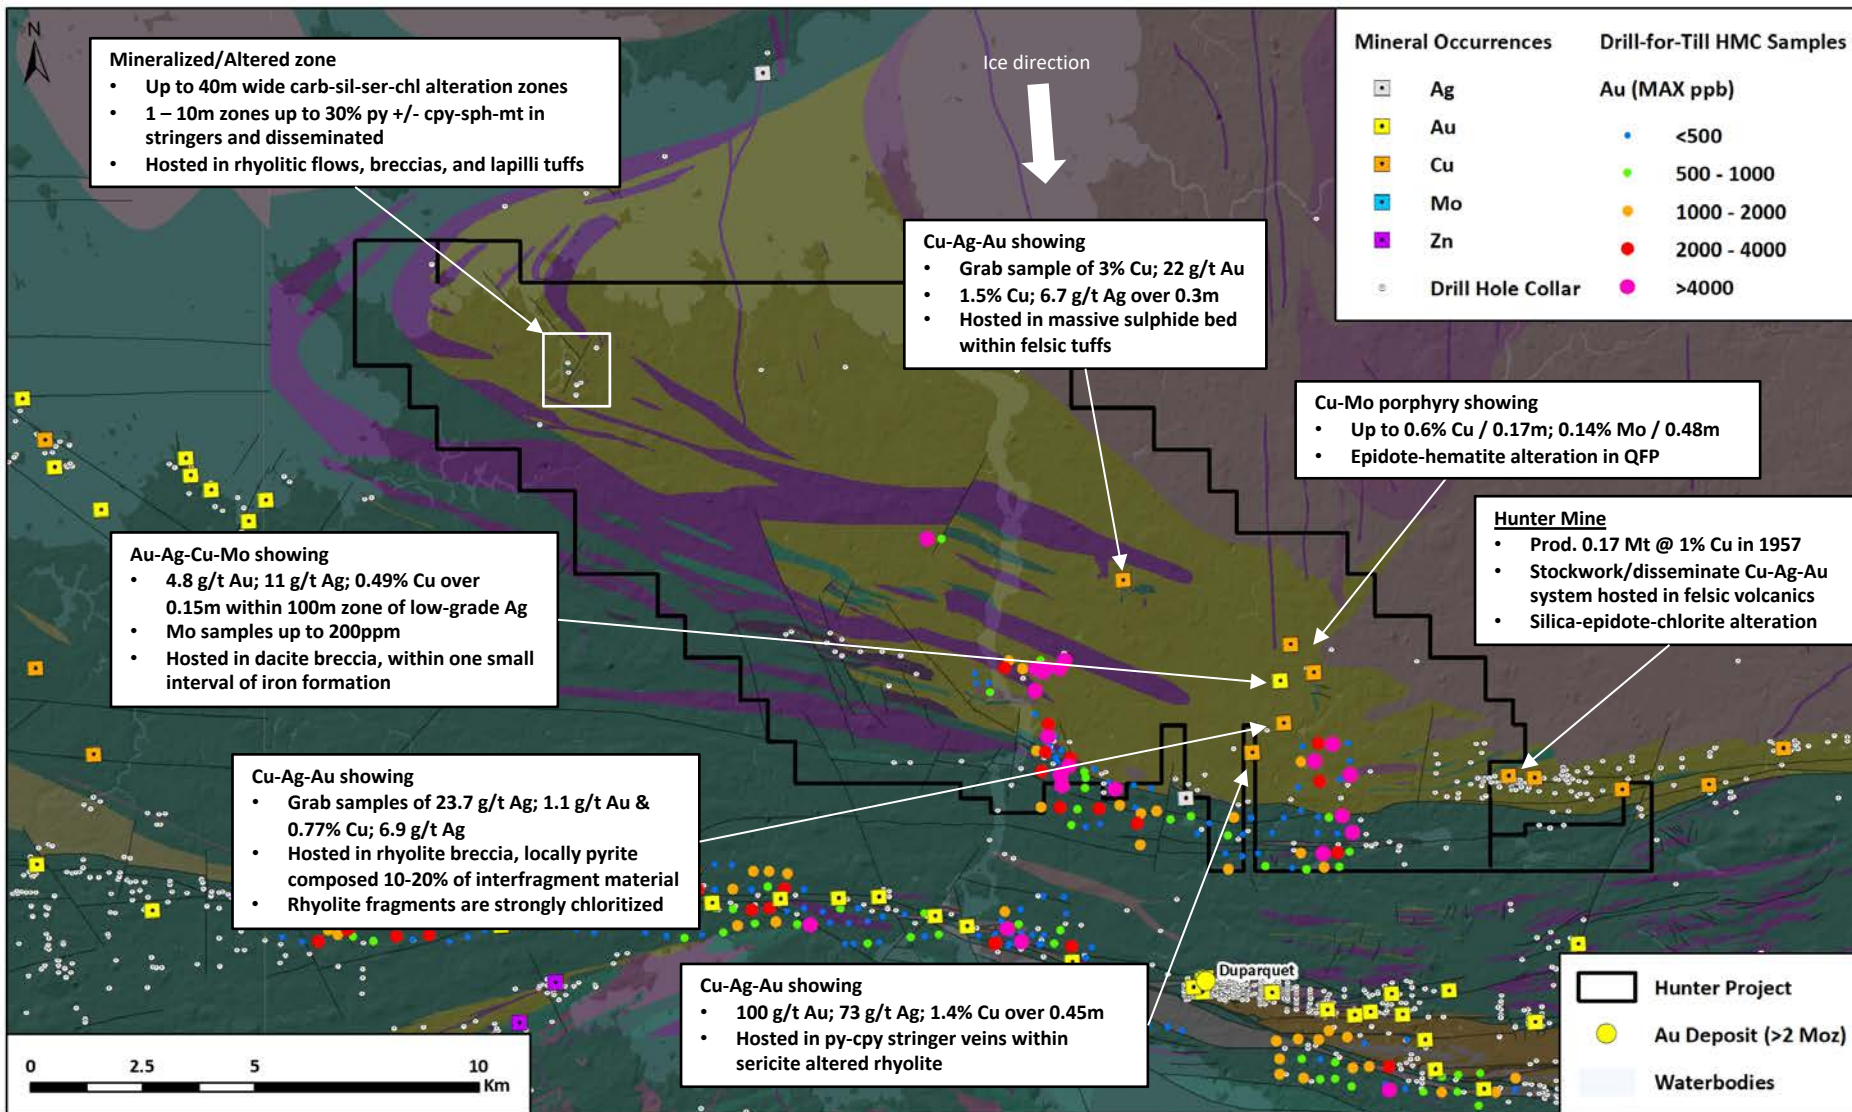 N
Mineralized/Altered zone
• Up to 40m wide carb-sil-ser-chl alteration zones
• 1 – 10m zones up to 30% py +/- cpy-sph-mt in
stringers and disseminated
• Hosted in rhyolitic flows, breccias, and lapilli tuffs
Ice direction
Mineral Occurrences
Ag
Au
Cu
Mo
Zn
Drill Hole Collar
Drill-for-Till HMC Samples
Au (MAX ppb)
<500
500 - 1000
1000 - 2000
2000 - 4000
>4000
Cu-Ag-Au showing
• Grab sample of 3% Cu; 22 g/t Au
• 1.5% Cu; 6.7 g/t Ag over 0.3m
• Hosted in massive sulphide bed
within felsic tuffs
Cu-Mo porphyry showing
• Up to 0.6% Cu / 0.17m; 0.14% Mo / 0.48m
• Epidote-hematite alteration in QFP
Hunter Mine
• Prod. 0.17 Mt @ 1% Cu in 1957
• Stockwork/disseminate Cu-Ag-Au
system hosted in felsic volcanics
• Silica-epidote-chlorite alteration
Au-Ag-Cu-Mo showing
• 4.8 g/t Au; 11 g/t Ag; 0.49% Cu over
0.15m within 100m zone of low-grade Ag
• Mo samples up to 200ppm
• Hosted in dacite breccia, within one small
interval of iron formation
Cu-Ag-Au showing
• Grab samples of 23.7 g/t Ag; 1.1 g/t Au &
0.77% Cu; 6.9 g/t Ag
• Hosted in rhyolite breccia, locally pyrite
composed 10-20% of interfragment material
• Rhyolite fragments are strongly chloritized
Cu-Ag-Au showing
• 100 g/t Au; 73 g/t Ag; 1.4% Cu over 0.45m
• Hosted in py-cpy stringer veins within
sericite altered rhyolite
Duparquet
Hunter Project
Au Deposit (>2 Moz)
Waterbodies
0 2.5 5 10
Km